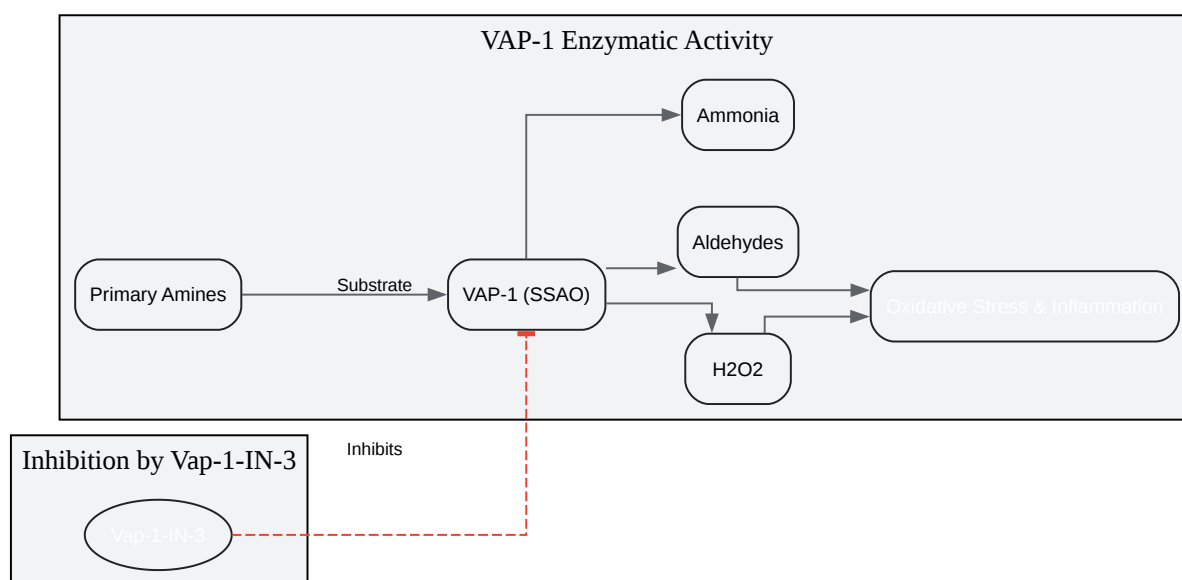 VAP-1 Enzymatic Activity
Ammonia
Aldehydes
Primary Amines
Substrate
VAP-1 (SSAO)
Oxidative Stress & Inflammation
H2O2
Inhibits
Inhibition by Vap-1-IN-3
Vap-1-IN-3